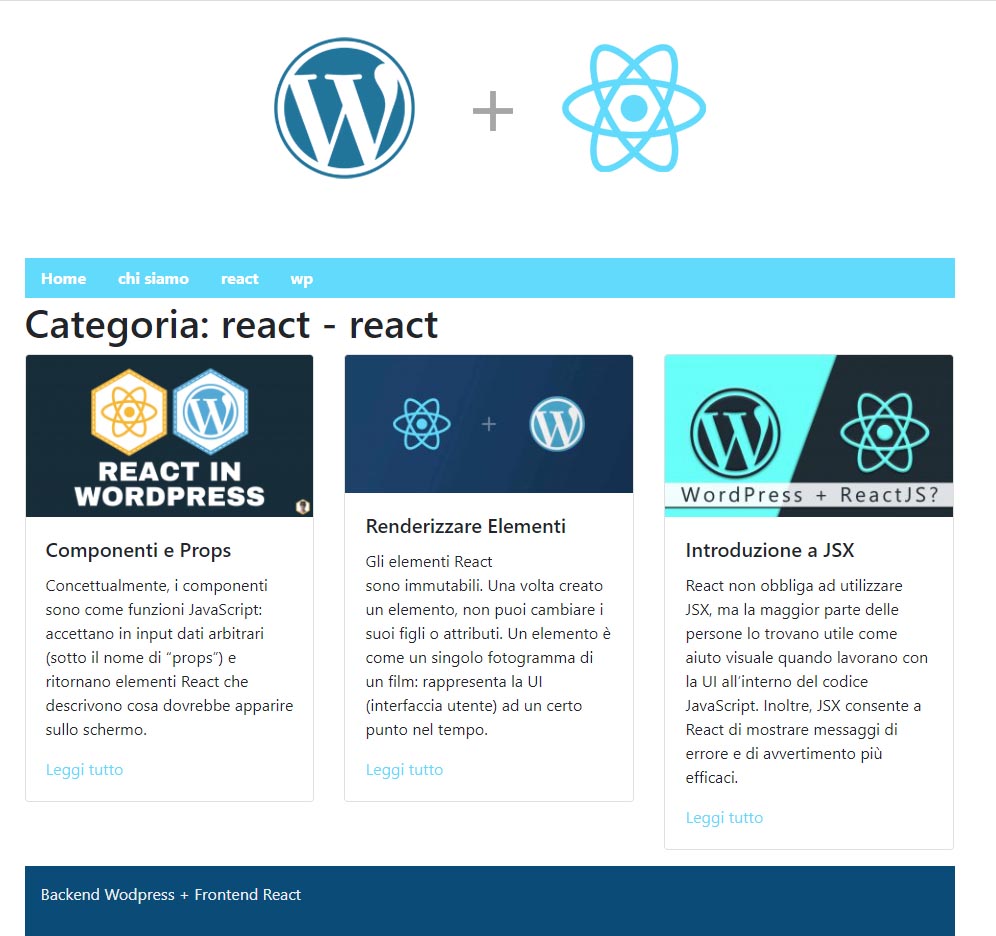 Home chi siamo react wp
Categoria: react - react
REACT IN
WORDPRESS
Componenti e Props
Concettualmente, i componenti
sono come funzioni JavaScript:
accettano in input dati arbitrari
(sotto il nome di “props”) e
ritornano elementi React che
descrivono cosa dovrebbe apparire
sullo schermo.
Leggi tutto
Renderizzare Elementi
Gli elementi React
sono immutabili. Una volta creato
un elemento, non puoi cambiare i
suoi figli o attributi. Un elemento è
come un singolo fotogramma di
un film: rappresenta la UI
(interfaccia utente) ad un certo
punto nel tempo.
Leggi tutto
WordPress + ReactJS?
Introduzione a JSX
React non obbliga ad utilizzare
JSX, ma la maggior parte delle
persone lo trovano utile come
aiuto visuale quando lavorano con
la UI all’interno del codice
JavaScript. Inoltre, JSX consente a
React di mostrare messaggi di
errore e di avvertimento più
efficaci.
Leggi tutto
Backend Wodpress + Frontend React